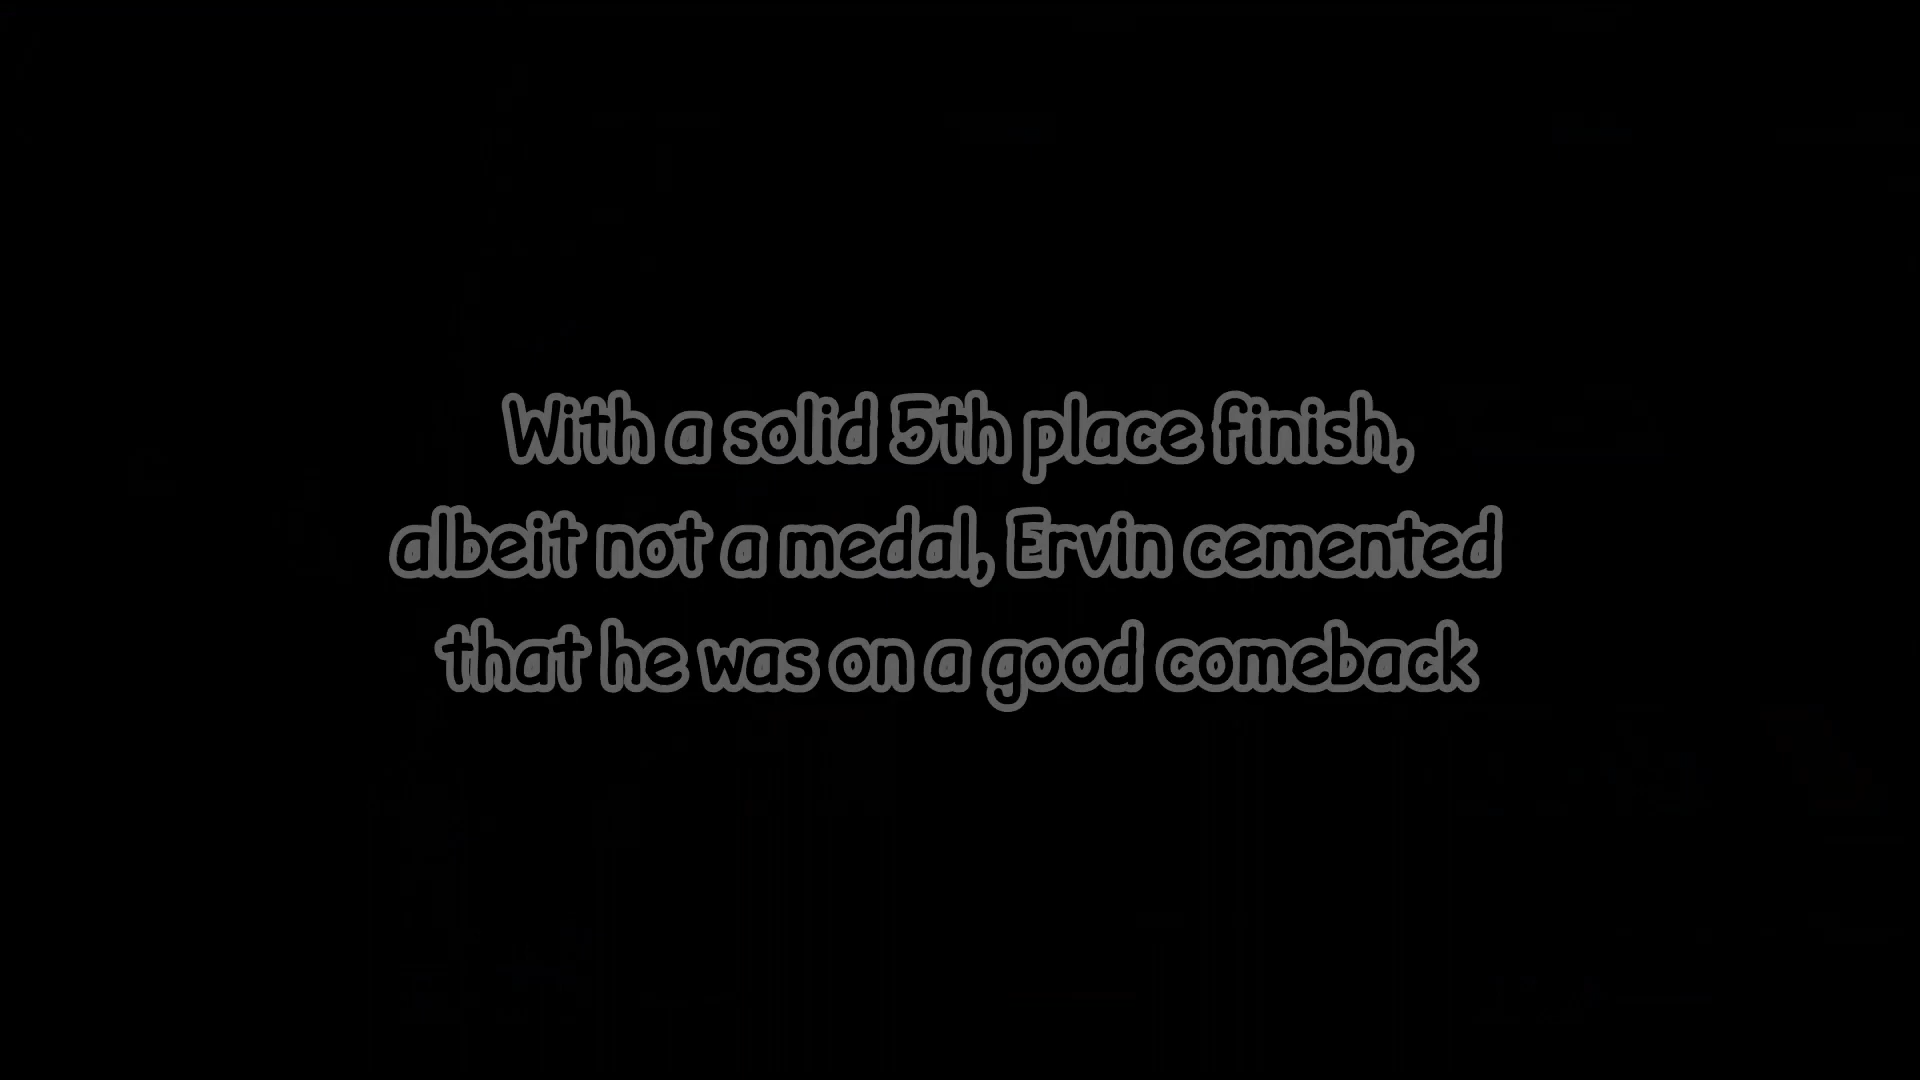 With a solid 5th place finish,
albeit not a medal, Ervin cemented
that he was on a good comeback